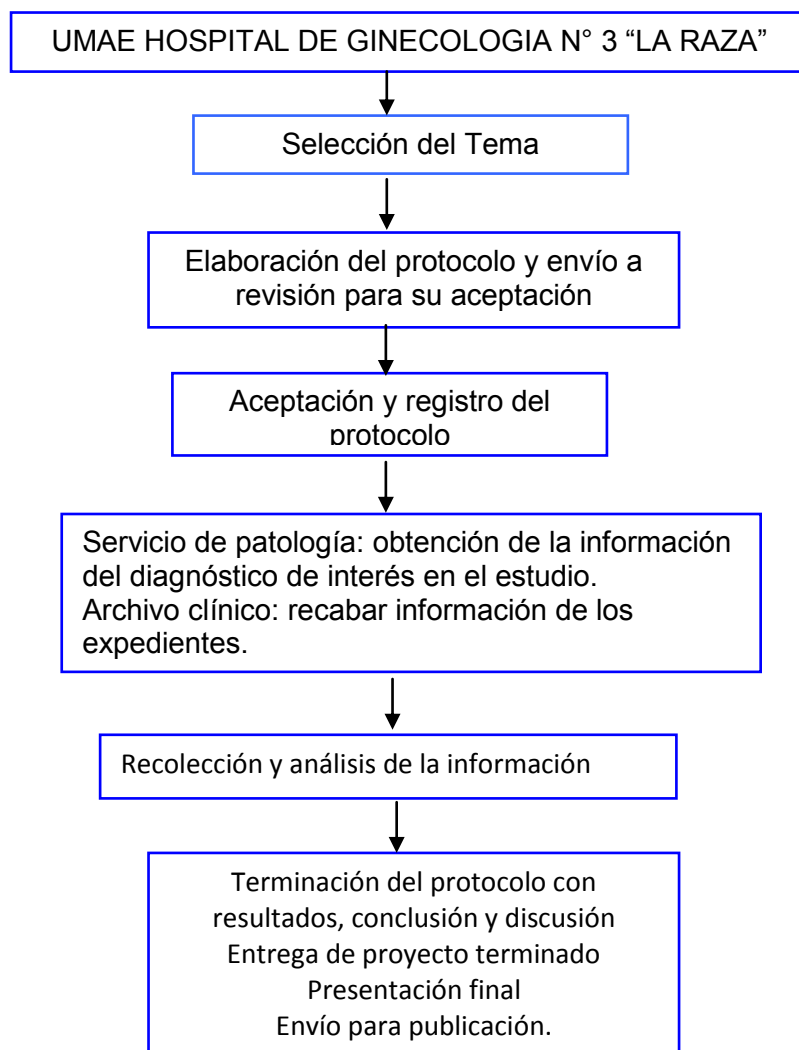 UMAE HOSPITAL DE GINECOLOGIA N° 3 “LA RAZA”
Selección del Tema
Elaboración del protocolo y envío a
revisión para su aceptación
Aceptación y registro del
protocolo
Servicio de patología: obtención de la información
del diagnóstico de interés en el estudio.
Archivo clínico: recabar información de los
expedientes.
Recolección y análisis de la información
Terminación del protocolo con
resultados, conclusión y discusión
Entrega de proyecto terminado
Presentación final
Envío para publicación.